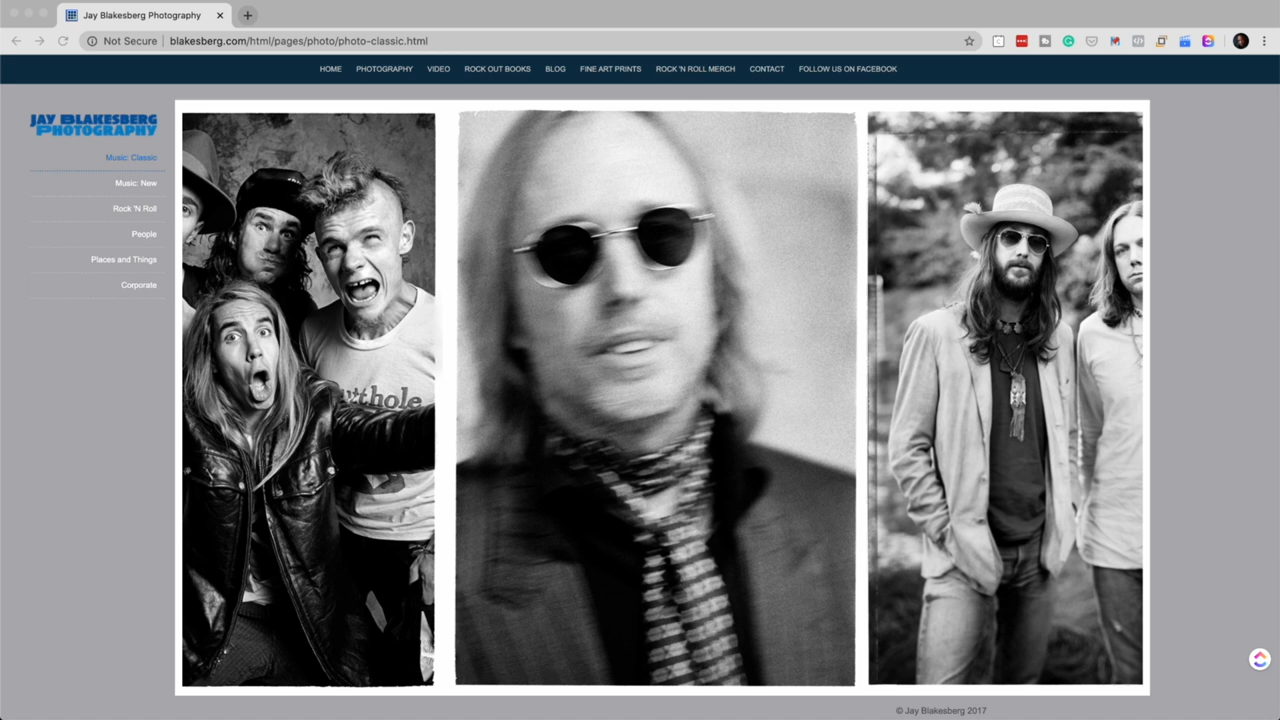 Jay Blakesberg Photography
Not Secure
blakesberg.com/html/pages/photo/photo-classic.html
HOME PHOTOGRAPHY VIDEO ROCK OUT BOOKS BLOG FINE ART PRINTS ROCK 'N ROLL MERCH CONTACT FOLLOW US ON FACEBOOK
JAY BLAKESBERG
PHOTOGRAPHY
Music: Classic
Music: New
Rock 'N Roll
People
Places and Things
Corporate
© Jay Blakesberg 2017